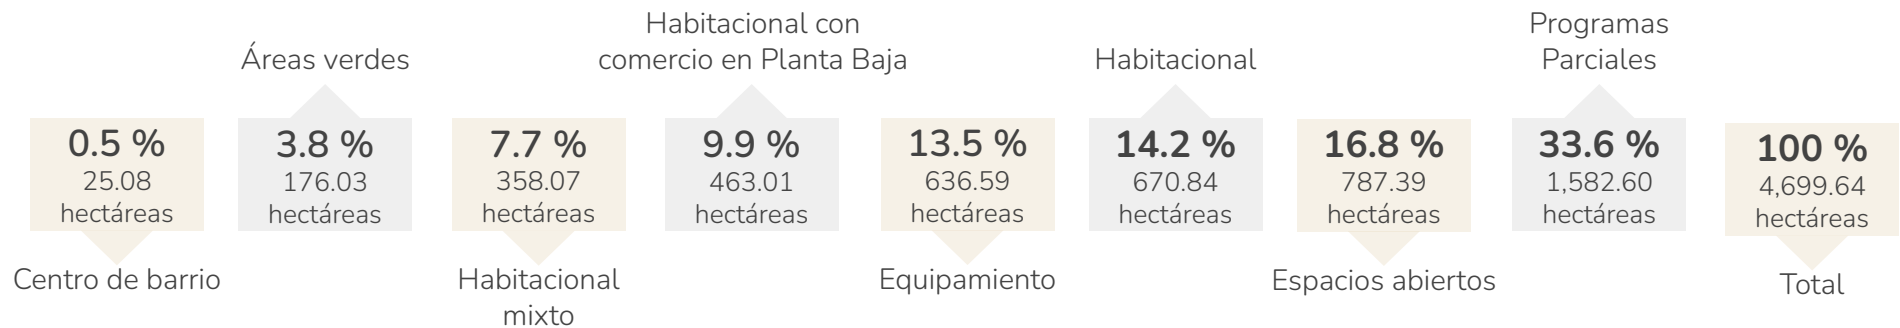 0.5 %
25.08
hectáreas
Centro de barrio
Áreas verdes
3.8 %
176.03
hectáreas
7.7 %
358.07
hectáreas
Habitacional
mixto
Habitacional con
comercio en Planta Baja
9.9 %
463.01
hectáreas
13.5 %
636.59
hectáreas
Equipamiento
Habitacional
14.2 %
670.84
hectáreas
16.8 %
787.39
hectáreas
Espacios abiertos
Programas
Parciales
33.6 %
1,582.60
hectáreas
100 %
4,699.64
hectáreas
Total